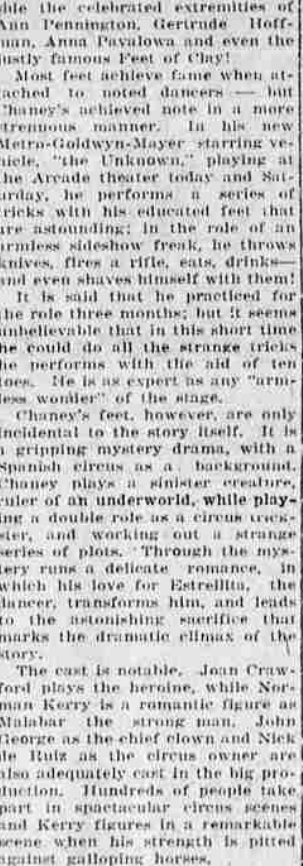 while the celebrated extremities of
Ann Pennington, Gertrude Hoff-
man, Anna Pavalowa and even the
justly famous Feet of Clay!
Most feet achieve fame when at-
tached to noted dancers — but
Chaney's achieved note in a more
strenuous manner. In his new
Metro-Goldwyn-Mayer starring ve-
hicle, "the Unknown," playing at
the Arcade theater today and Sat-
urday, he performs a series of
tricks with his educated feet that
are astounding; in the role of an
armless sideshow freak, he throws
knives, fires a rifle, eats, drinks—
and even shaves himself with them!
It is said that he practiced for
the role three months; but it seems
unbelievable that in this short time
he could do all the strange tricks
he performs with the aid of ten
toes. He is as expert as any "arm-
less wonder" of the stage.
Chaney's feet, however, are only
incidental to the story itself. It is
a gripping mystery drama, with a
Spanish circus as a background.
Chaney plays a sinister creature,
ruler of an underworld, while play-
ing a double role as a circus trick-
ster, and working out a strange
series of plots. Through the mys-
tery runs a delicate romance, in
which his love for Estrellita, the
dancer, transforms him, and leads
to the astonishing sacrifice that
marks the dramatic climax of the
story.
The cast is notable. Joan Craw-
ford plays the heroine, while Nor-
man Kerry is a romantic figure as
Malabar the strong man. John
George as the chief clown and Nick
de Ruiz as the circus owner are
also adequately cast in the big pro-
duction. Hundreds of people take
part in spactacular circus scenes
and Kerry figures in a remarkable
scene when his strength is pitted
against galloping horses.